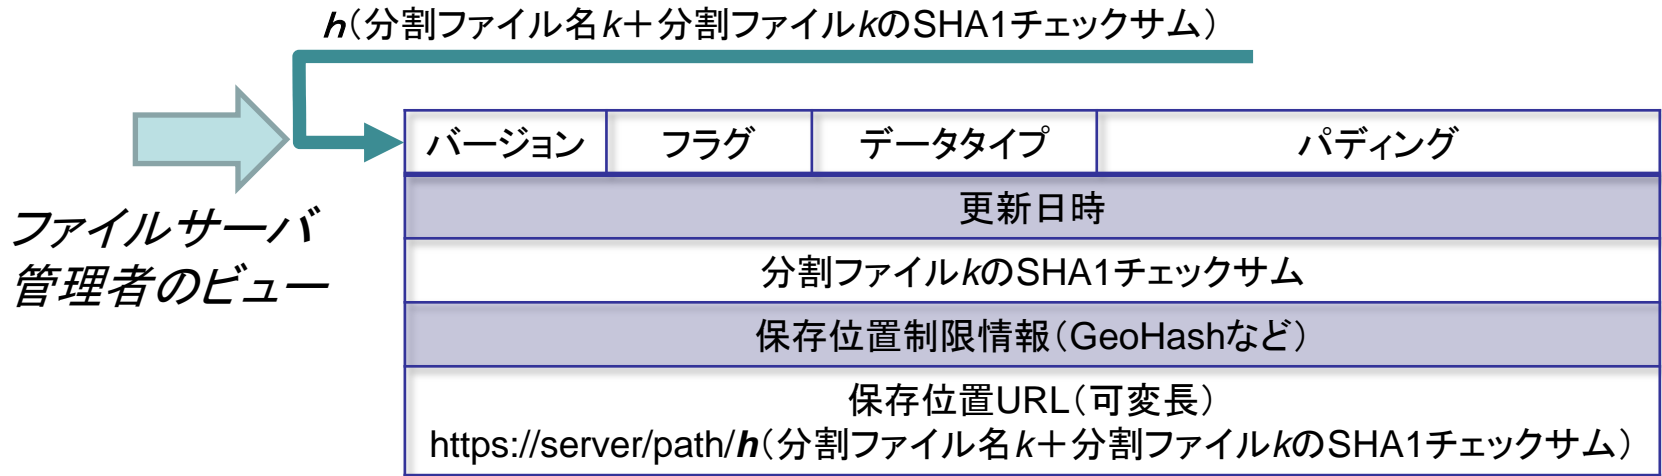 h（分割ファイル名k＋分割ファイルkのSHA1チェックサム）
バージョン フラグ データタイプ パディング
更新日時
ファイルサーバ
管理者のビュー
分割ファイルkのSHA1チェックサム
保存位置制限情報（GeoHashなど）
保存位置URL（可変長）
https://server/path/h（分割ファイル名k＋分割ファイルkのSHA1チェックサム）